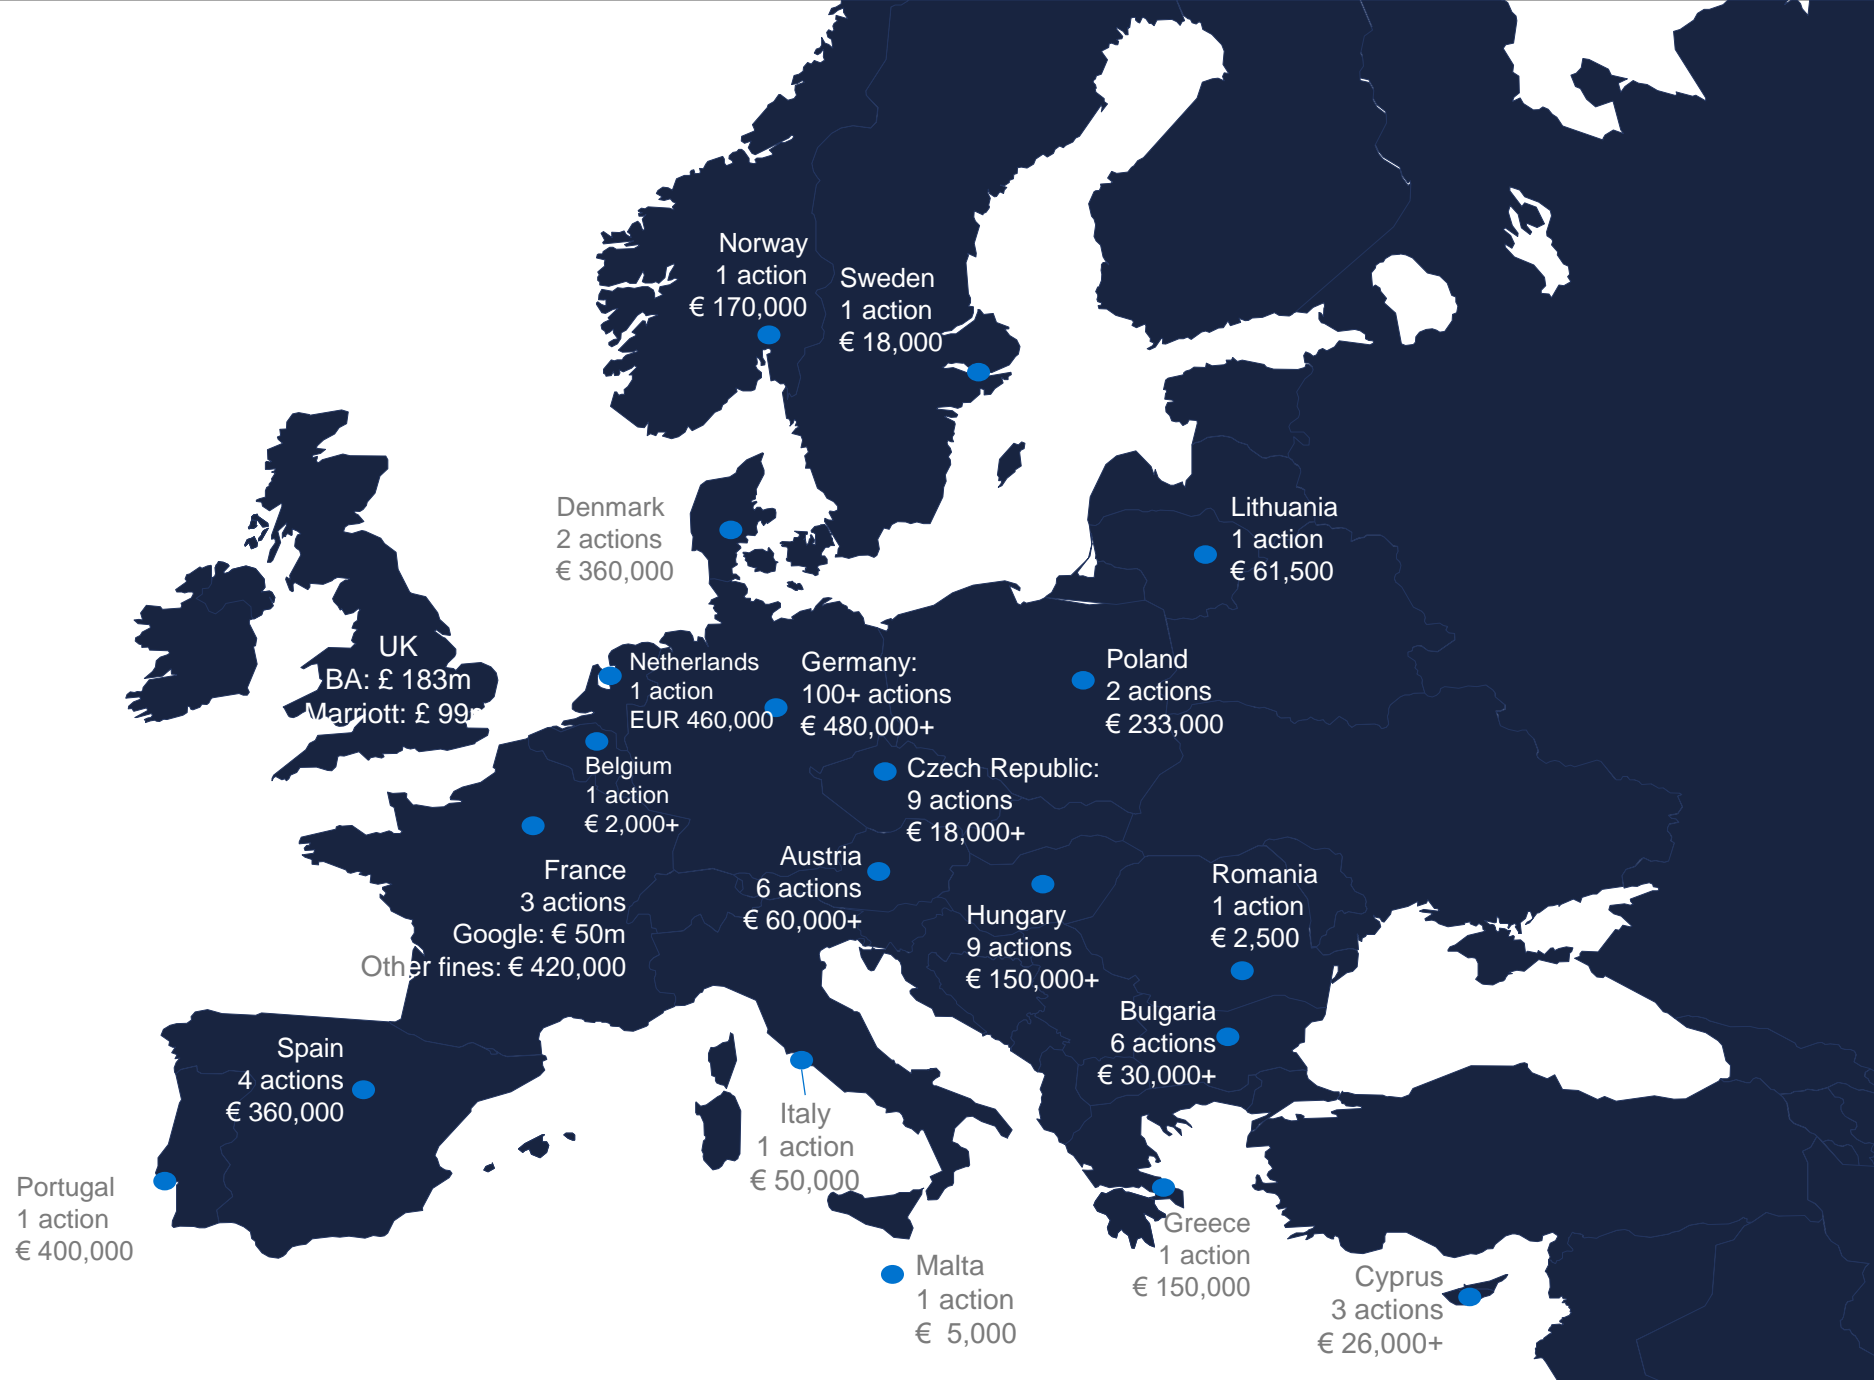 Norway
1 action
€ 170,000
Sweden
1 action
€ 18,000
Denmark
2 actions
€ 360,000
Lithuania
1 action
€ 61,500
UK
BA: £ 183m
Marriott: £ 99m
Netherlands
1 action
EUR 460,000
Germany:
100+ actions
€ 480,000+
Poland
2 actions
€ 233,000
Belgium
1 action
€ 2,000+
Czech Republic:
9 actions
€ 18,000+
France
3 actions
Google: € 50m
Other fines: € 420,000
Austria
6 actions
€ 60,000+
Hungary
9 actions
€ 150,000+
Romania
1 action
€ 2,500
Bulgaria
6 actions
€ 30,000+
Spain
4 actions
€ 360,000
Italy
1 action
€ 50,000
Portugal
1 action
€ 400,000
Malta
1 action
€ 5,000
Greece
1 action
€ 150,000
Cyprus
3 actions
€ 26,000+